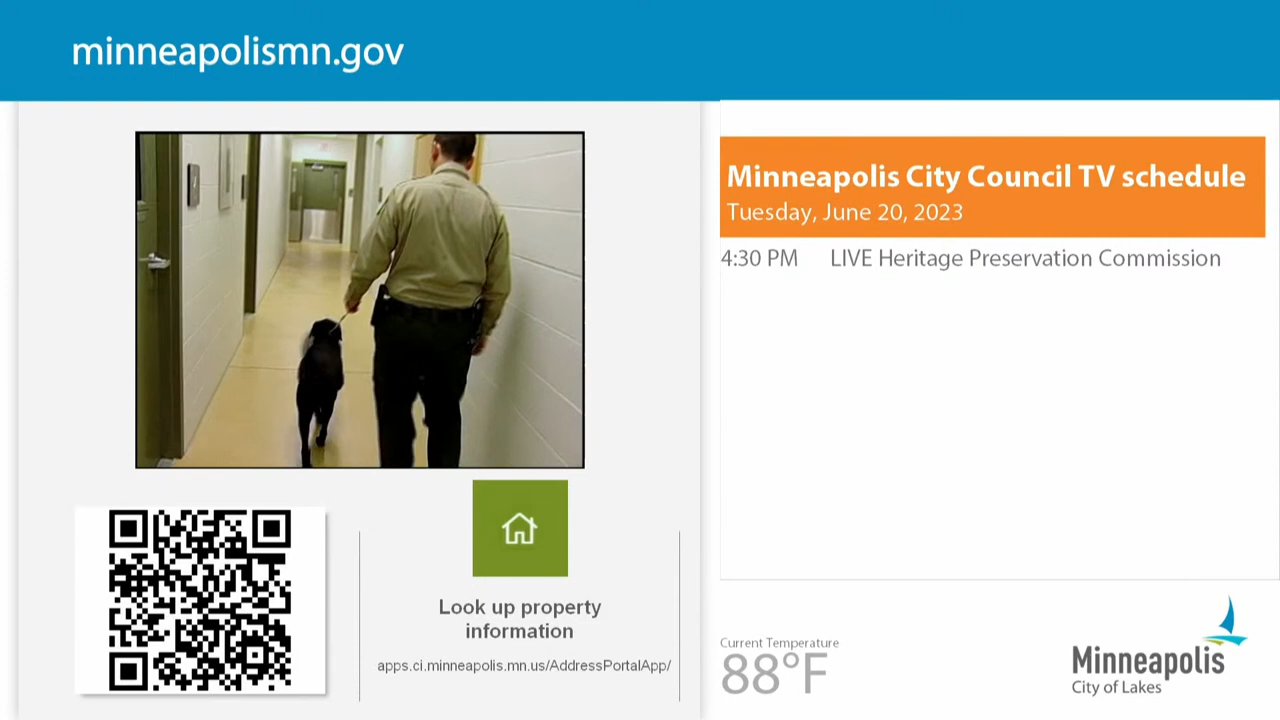 minneapolismn.gov
Minneapolis City Council TV schedule
Tuesday, June 20, 2023
4:30 PM LIVE Heritage Preservation Commission
Look up property
information
apps.ci.minneapolis.mn.us/AddressPortalApp/
Current Temperature
88°F
Minneapolis
City of Lakes